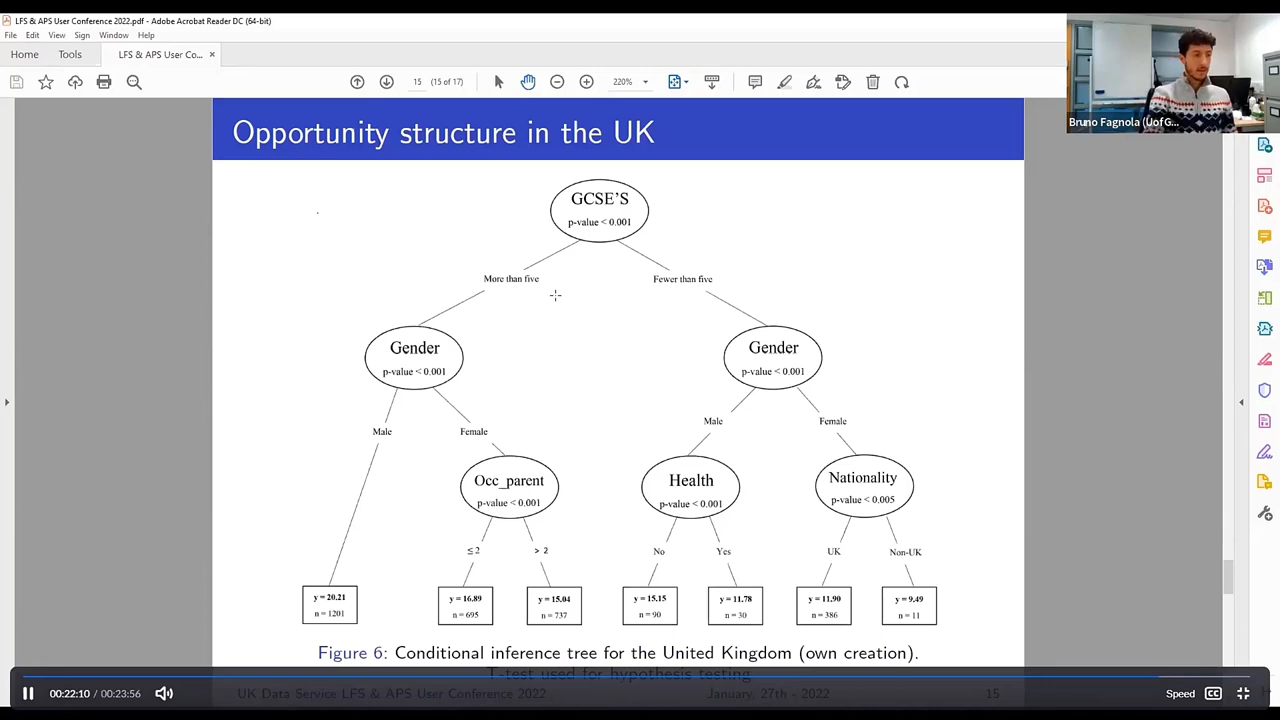 LFS & APS User Conference 2022.pdf - Adobe Acrobat Reader DC (64-bit)
File Edit View Sign Window Help
Home Tools LFS & APS User Co... ×
15 (15 of 17) 220%
Bruno Fagnola (UofG...
Opportunity structure in the UK
GCSE'S
p-value < 0.001
More than five Fewer than five
Gender Gender
p-value < 0.001 p-value < 0.001
Male Female Male Female
Occ_parent Health Nationality
p-value < 0.001 p-value < 0.001 p-value < 0.005
≤ 2 > 2 No Yes UK Non-UK
y = 20.21 y = 16.89 y = 15.04 y = 15.15 y = 11.78 y = 11.90 y = 9.49
n = 1201 n = 695 n = 737 n = 90 n = 30 n = 386 n = 11
Figure 6: Conditional inference tree for the United Kingdom (own creation).
T-test used for hypothesis testing
UK Data Service LFS & APS User Conference 2022 January, 27th - 2022 15
00:22:10 / 00:23:56 Speed CC